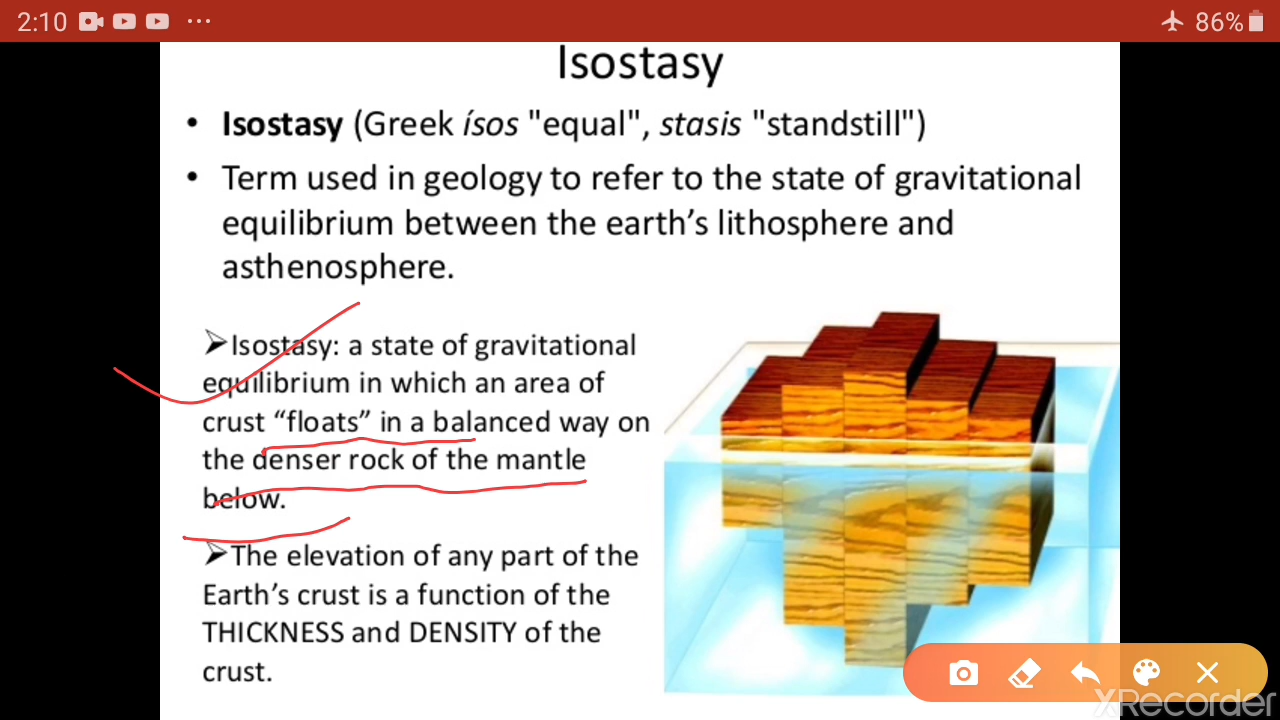 2:10 86%
Isostasy
• Isostasy (Greek ísos "equal", stasis "standstill")
• Term used in geology to refer to the state of gravitational
equilibrium between the earth’s lithosphere and
asthenosphere.
➢Isostasy: a state of gravitational
equilibrium in which an area of
crust “floats” in a balanced way on
the denser rock of the mantle
below.
➢The elevation of any part of the
Earth’s crust is a function of the
THICKNESS and DENSITY of the
crust.
XRecorder